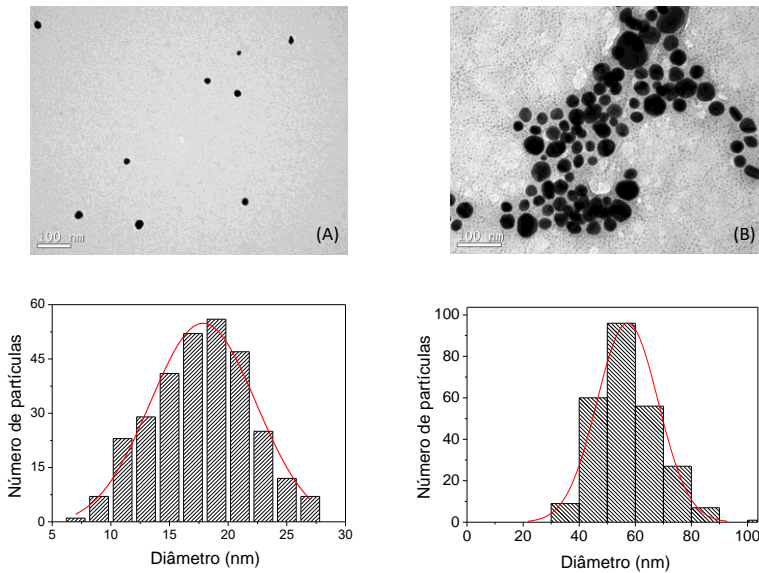 100 nm
(A)
100 nm
(B)
Número de partículas
60
45
30
15
0
5 10 15 20 25 30
Diâmetro (nm)
Número de partículas
100
80
60
40
20
0
0 20 40 60 80 100
Diâmetro (nm)